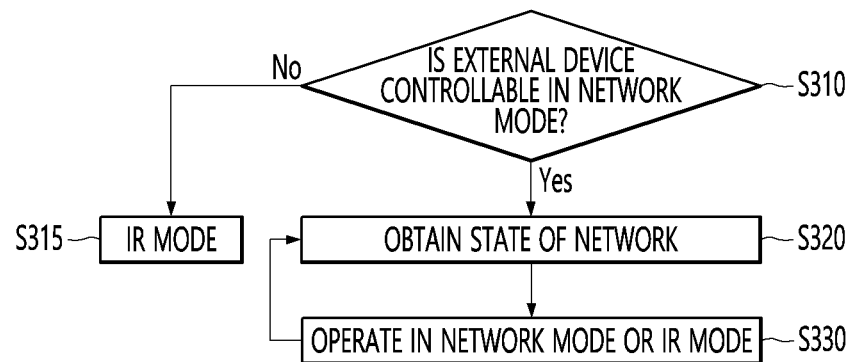 IS EXTERNAL DEVICE
CONTROLLABLE IN NETWORK
MODE?
S310
No
Yes
S315
IR MODE
OBTAIN STATE OF NETWORK
S320
OPERATE IN NETWORK MODE OR IR MODE
S330